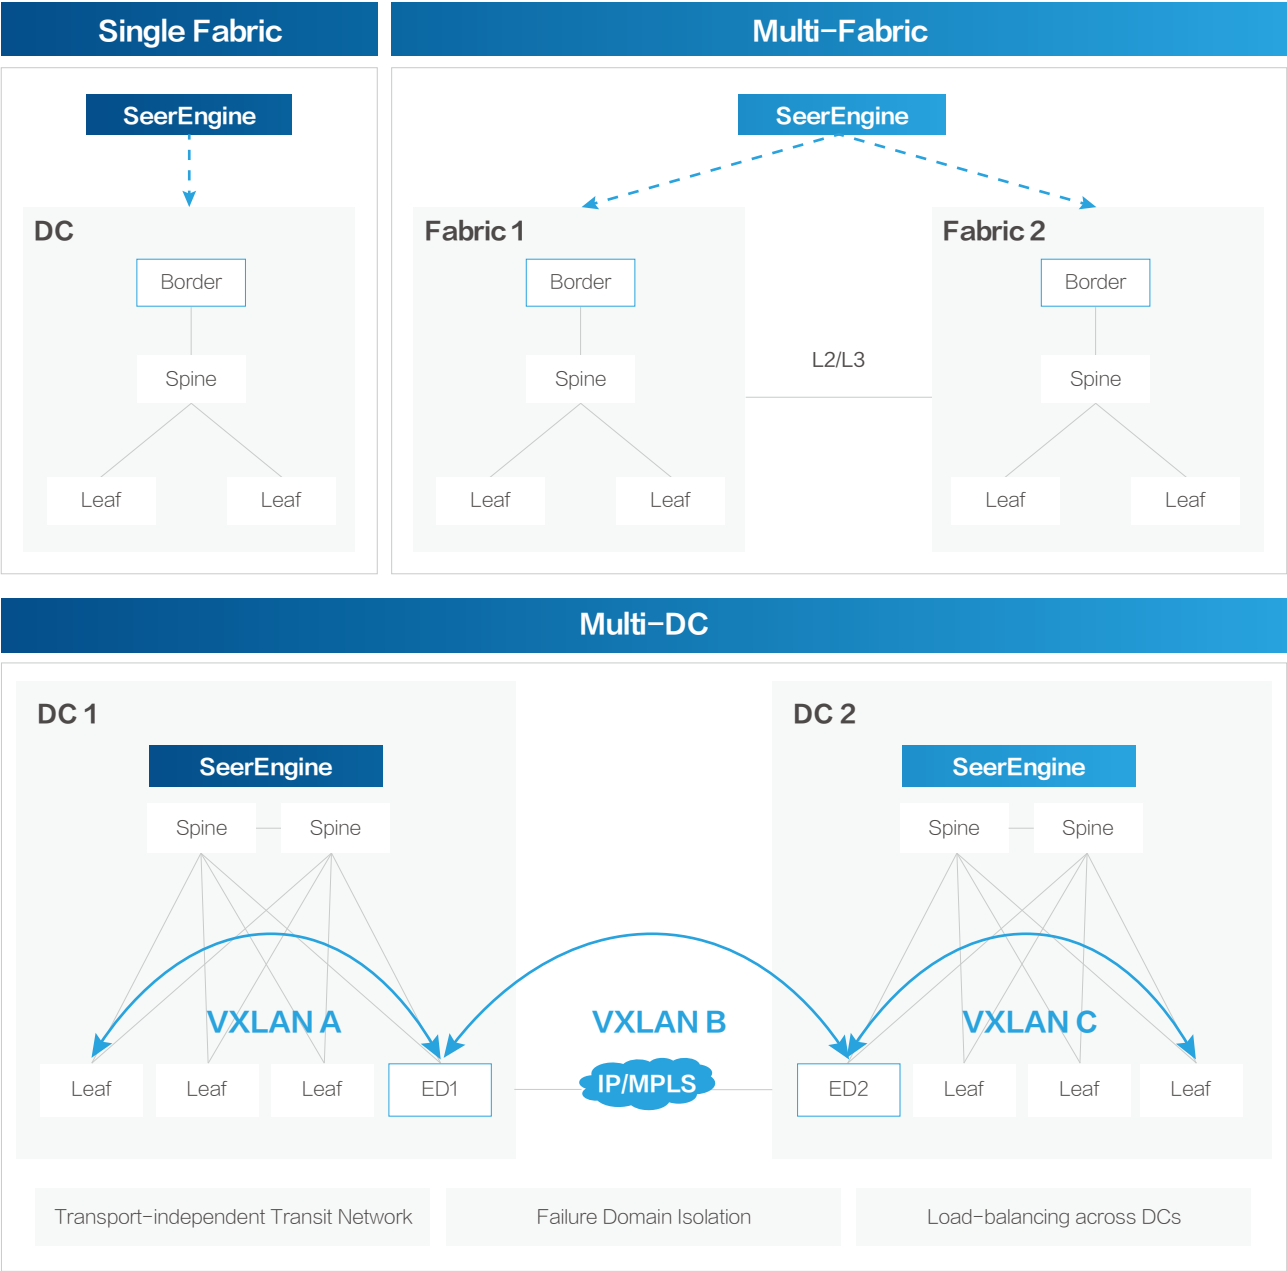 Single Fabric
Multi-Fabric
SeerEngine
SeerEngine
DC
Border
Spine
Leaf
Leaf
Fabric 1
Border
Spine
Leaf
Leaf
L2/L3
Fabric 2
Border
Spine
Leaf
Leaf
Multi-DC
DC 1
SeerEngine
Spine
Spine
VXLAN A
Leaf
Leaf
Leaf
ED1
VXLAN B
IP/MPLS
DC 2
SeerEngine
Spine
Spine
VXLAN C
ED2
Leaf
Leaf
Leaf
Transport-independent Transit Network
Failure Domain Isolation
Load-balancing across DCs